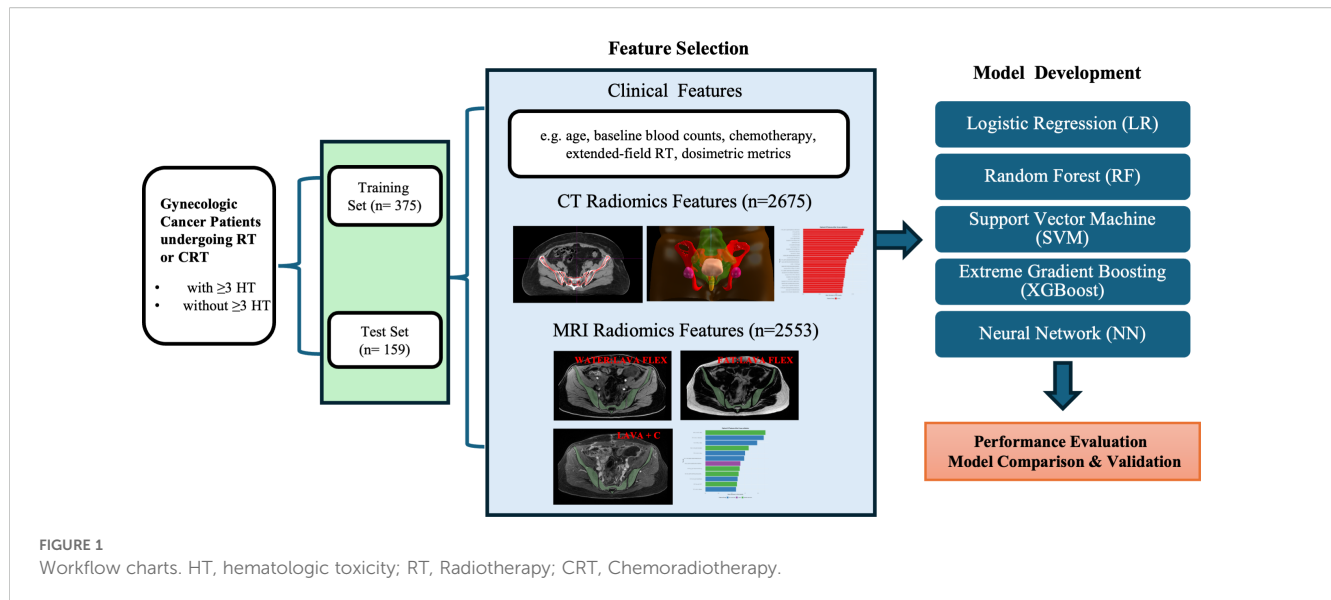 Feature Selection
Clinical Features
e.g. age, baseline blood counts, chemotherapy,
extended-field RT, dosimetric metrics
CT Radiomics Features (n=2675)
MRI Radiomics Features (n=2553)
WATER LAVA FLEX
FAT LAVA FLEX
LAVA + C
Gynecologic
Cancer Patients
undergoing RT
or CRT
• with ≥3 HT
• without ≥3 HT
Training
Set (n= 375)
Test Set
(n= 159)
Model Development
Logistic Regression (LR)
Random Forest (RF)
Support Vector Machine
(SVM)
Extreme Gradient Boosting
(XGBoost)
Neural Network (NN)
Performance Evaluation
Model Comparison & Validation
FIGURE 1
Workflow charts. HT, hematologic toxicity; RT, Radiotherapy; CRT, Chemoradiotherapy.